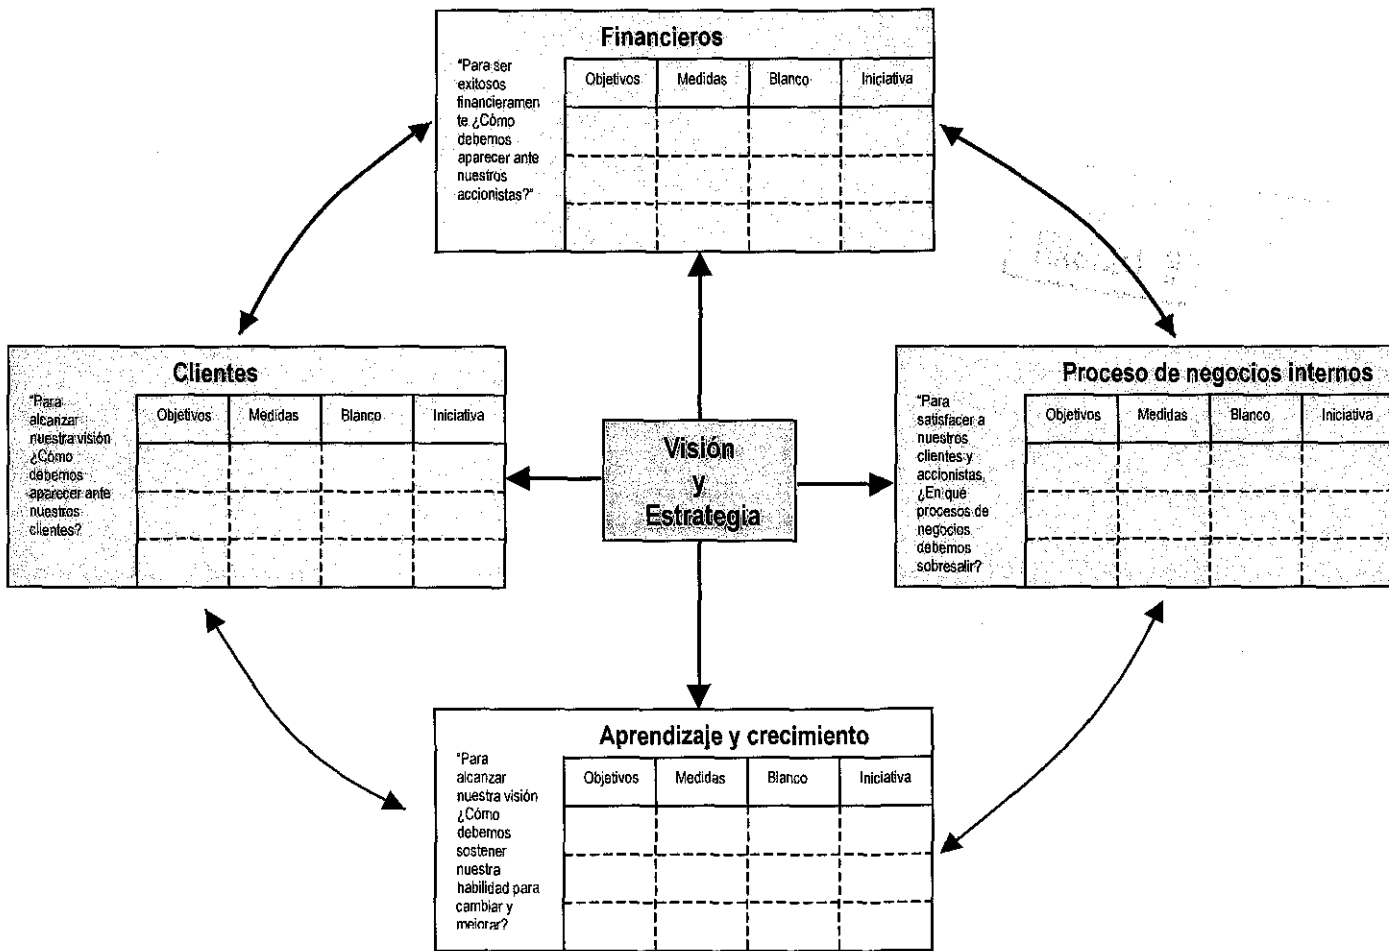 Financieros
"Para ser
exitosos
financieramen
te ¿Cómo
debemos
aparecer ante
nuestros
accionistas?"
Objetivos Medidas Blanco Iniciativa
Clientes
"Para
alcanzar
nuestra visión
¿Cómo
debemos
aparecer ante
nuestros
clientes?
Objetivos Medidas Blanco Iniciativa
Visión
y
Estrategia
Proceso de negocios internos
"Para
satisfacer a
nuestros
clientes y
accionistas,
¿En qué
procesos de
negocios
debemos
sobresalir?
Objetivos Medidas Blanco Iniciativa
Aprendizaje y crecimiento
"Para
alcanzar
nuestra visión
¿Cómo
debemos
sostener
nuestra
habilidad para
cambiar y
mejorar?
Objetivos Medidas Blanco Iniciativa